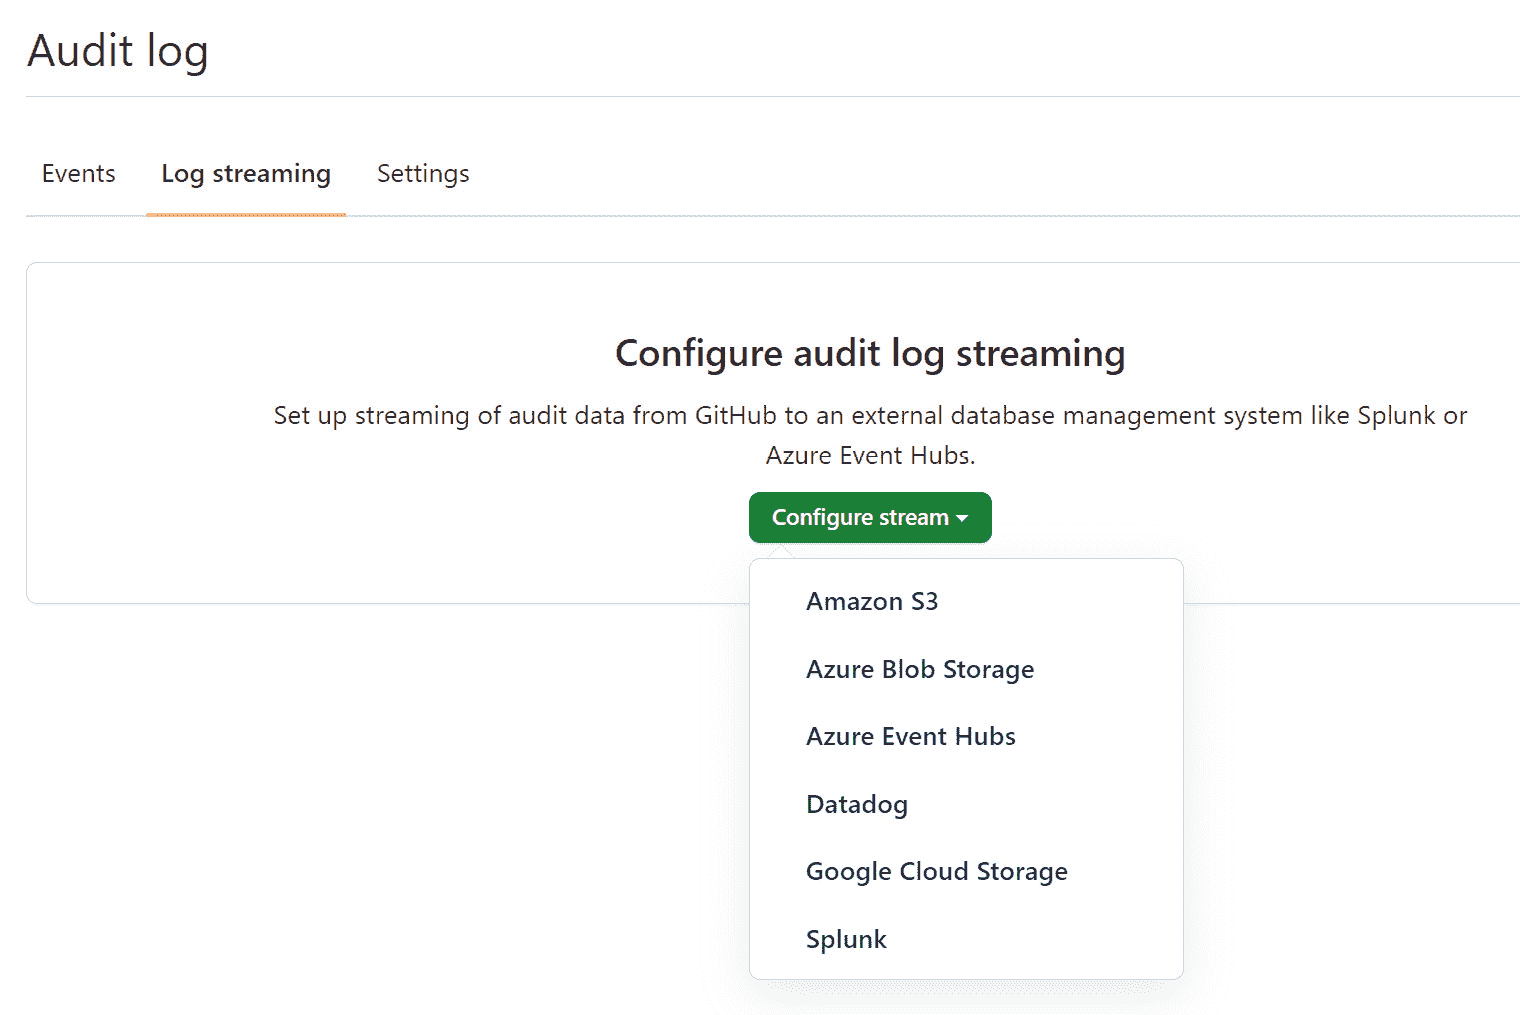 Audit log
Events Log streaming Settings
Configure audit log streaming
Set up streaming of audit data from GitHub to an external database management system like Splunk or
Azure Event Hubs.
Configure stream
Amazon S3
Azure Blob Storage
Azure Event Hubs
Datadog
Google Cloud Storage
Splunk